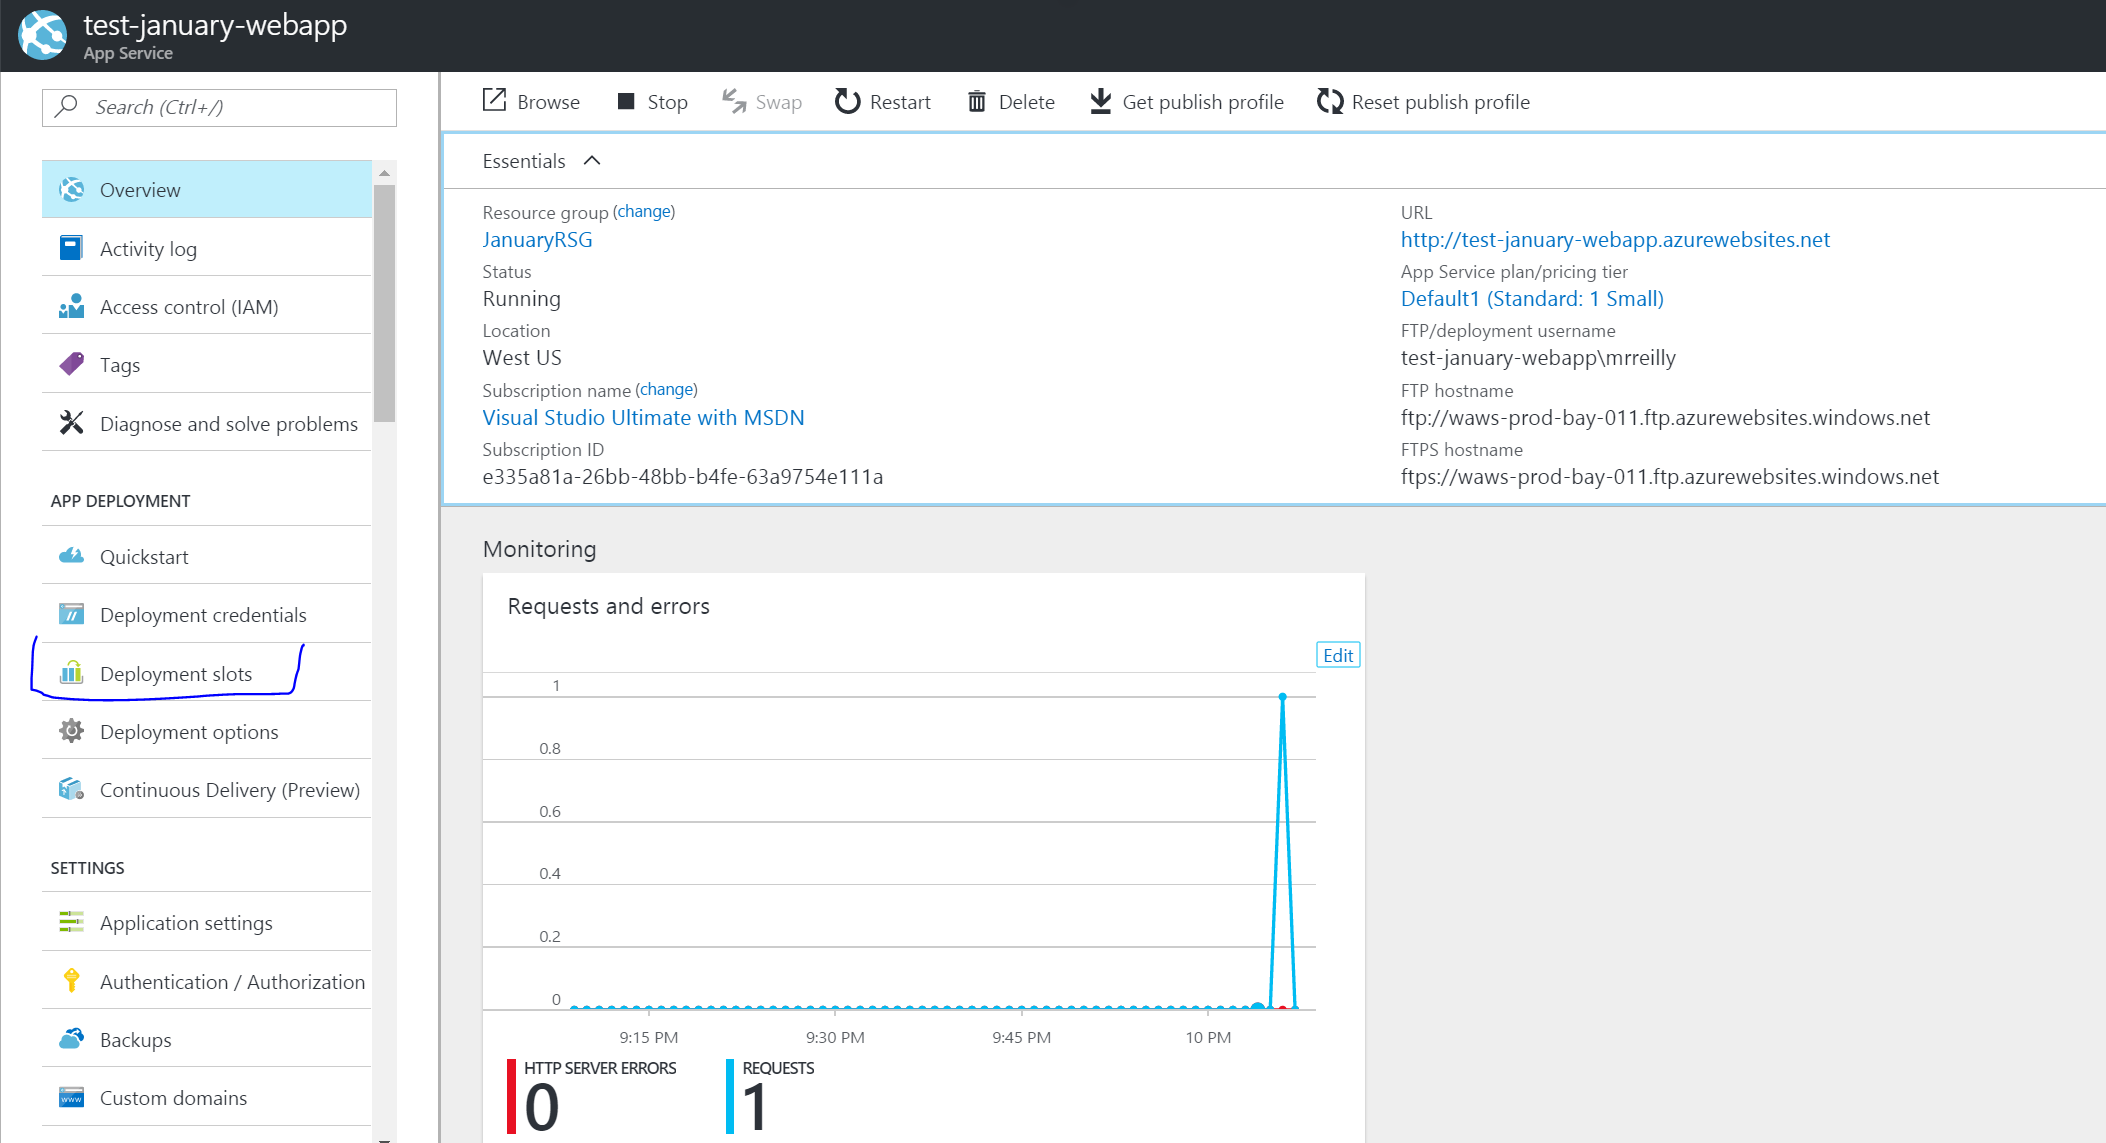 test-january-webapp
App Service
Search (Ctrl+/)
Overview
Activity log
Access control (IAM)
Tags
Diagnose and solve problems
APP DEPLOYMENT
Quickstart
Deployment credentials
Deployment slots
Deployment options
Continuous Delivery (Preview)
SETTINGS
Application settings
Authentication / Authorization
Backups
Custom domains
Browse Stop Swap Restart Delete Get publish profile Reset publish profile
Essentials
Resource group (change)
JanuaryRSG
Status
Running
Location
West US
Subscription name (change)
Visual Studio Ultimate with MSDN
Subscription ID
e335a81a-26bb-48bb-b4fe-63a9754e111a
URL
http://test-january-webapp.azurewebsites.net
App Service plan/pricing tier
Default1 (Standard: 1 Small)
FTP/deployment username
test-january-webapp\mrreilly
FTP hostname
ftp://waws-prod-bay-011.ftp.azurewebsites.windows.net
FTPS hostname
ftps://waws-prod-bay-011.ftp.azurewebsites.windows.net
Monitoring
Requests and errors
Edit
1
0.8
0.6
0.4
0.2
0
9:15 PM 9:30 PM 9:45 PM 10 PM
HTTP SERVER ERRORS
0
REQUESTS
1